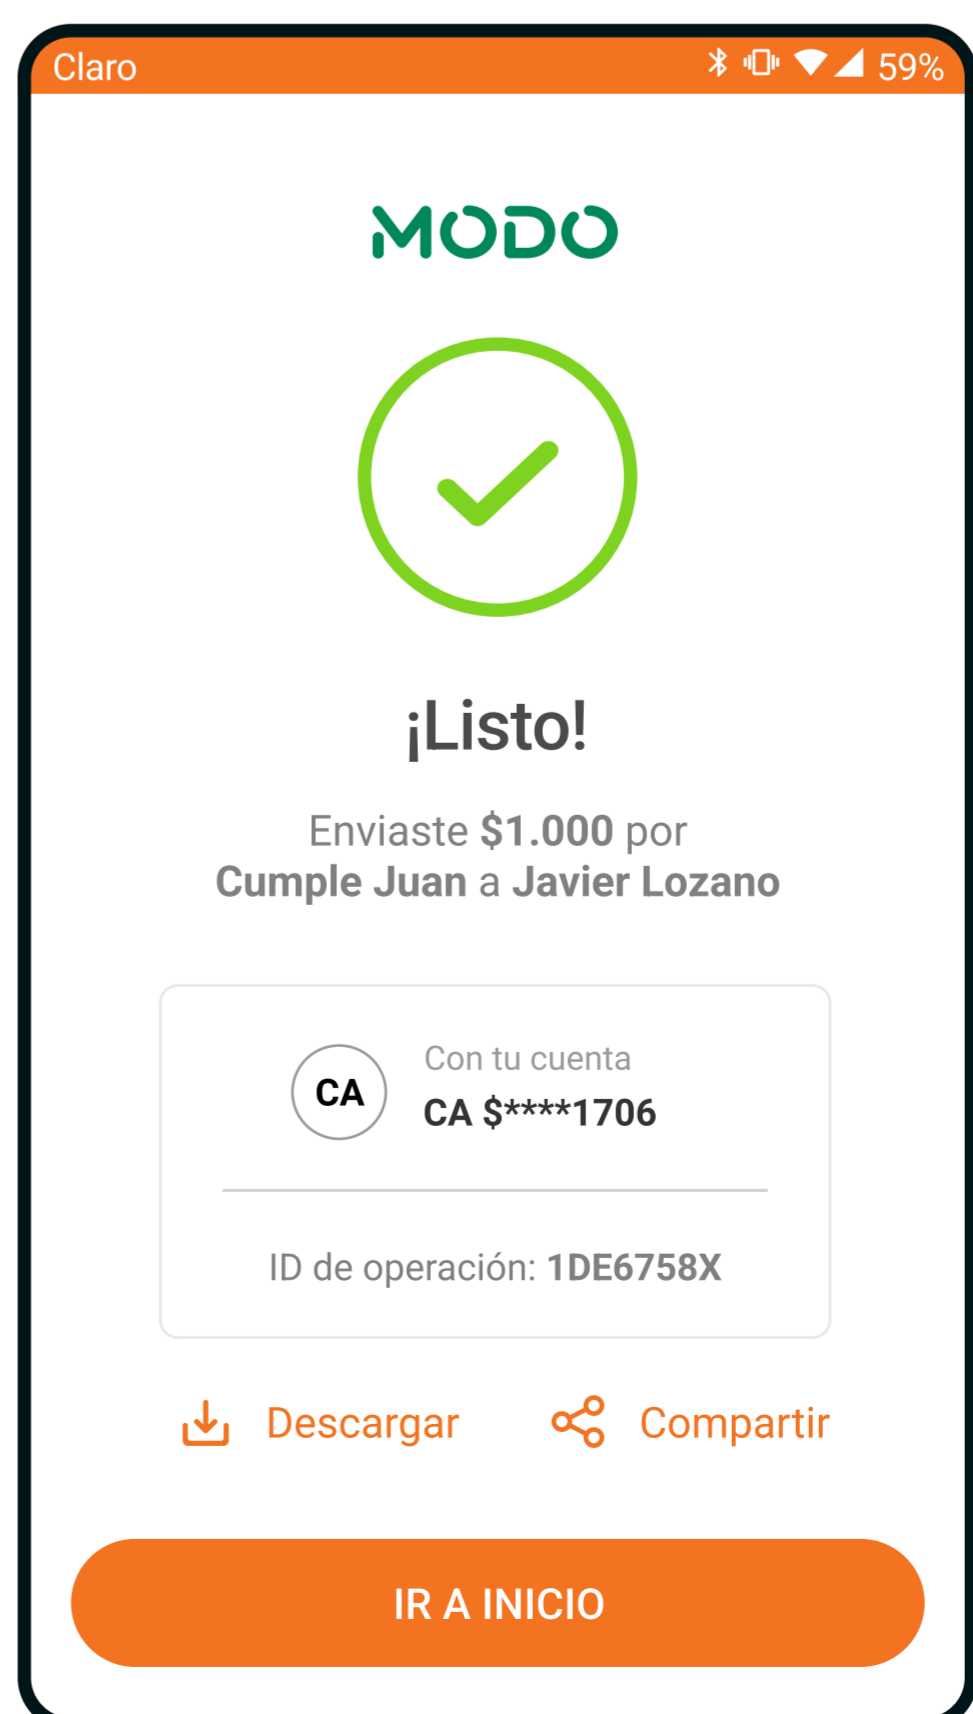 Claro 59%
MODO
¡Listo!
Enviaste $1.000 por
Cumple Juan a Javier Lozano
CA
Con tu cuenta
CA $****1706
ID de operación: 1DE6758X
Descargar Compartir
IR A INICIO